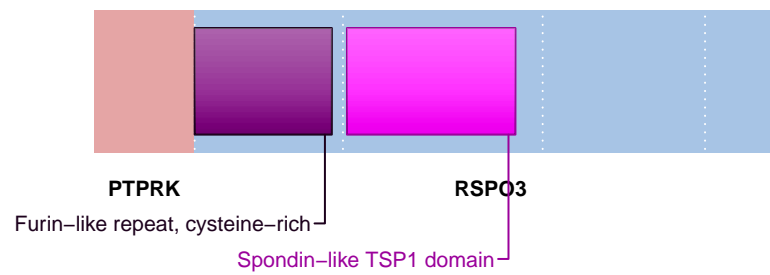 PTPRK RSPO3
Furin−like repeat, cysteine−rich
Spondin−like TSP1 domain